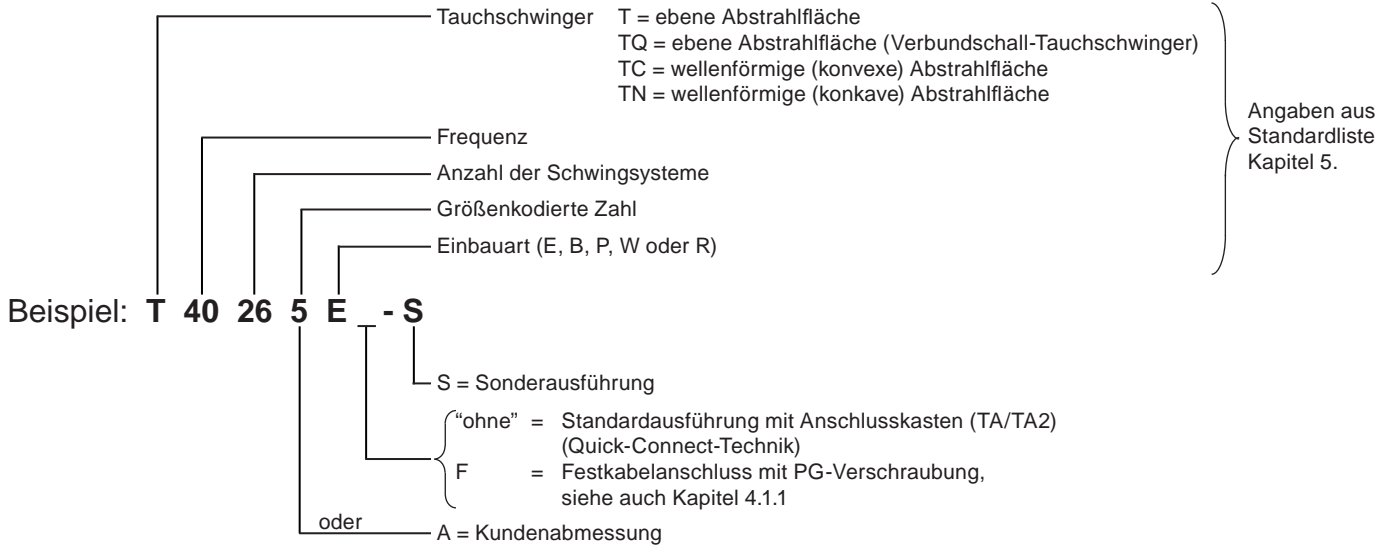 Tauchschwinger T = ebene Abstrahlfläche
TQ = ebene Abstrahlfläche (Verbundschall-Tauchschwinger)
TC = wellenförmige (konvexe) Abstrahlfläche
TN = wellenförmige (konkave) Abstrahlfläche
Angaben aus
Standardliste
Kapitel 5.
Frequenz
Anzahl der Schwingsysteme
Größenkodierte Zahl
Einbauart (E, B, P, W oder R)
Beispiel: T 40 26 5 E _ - S
S = Sonderausführung
“ohne” = Standardausführung mit Anschlusskasten (TA/TA2)
(Quick-Connect-Technik)
F = Festkabelanschluss mit PG-Verschraubung,
siehe auch Kapitel 4.1.1
oder
A = Kundenabmessung